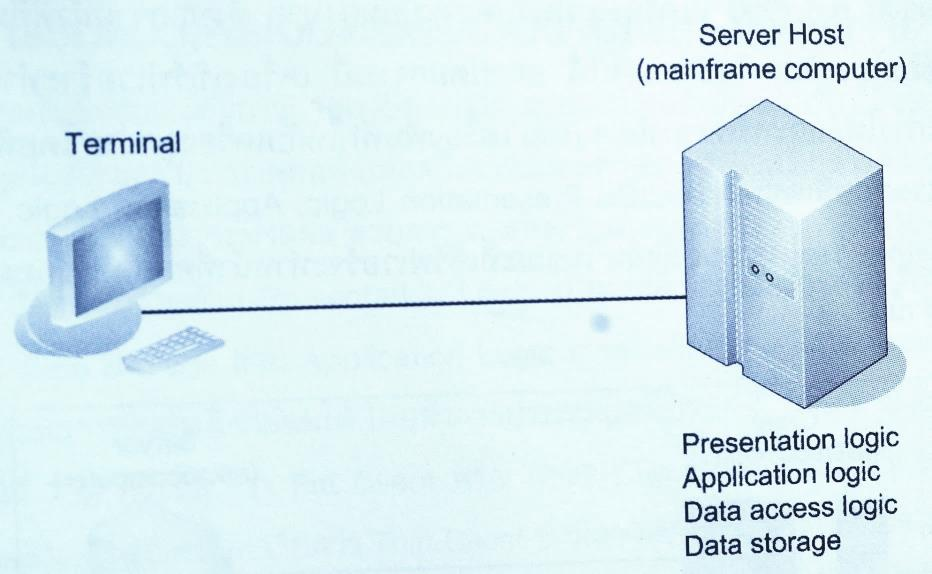 Server Host
(mainframe computer)
Terminal
Presentation logic
Application logic
Data access logic
Data storage